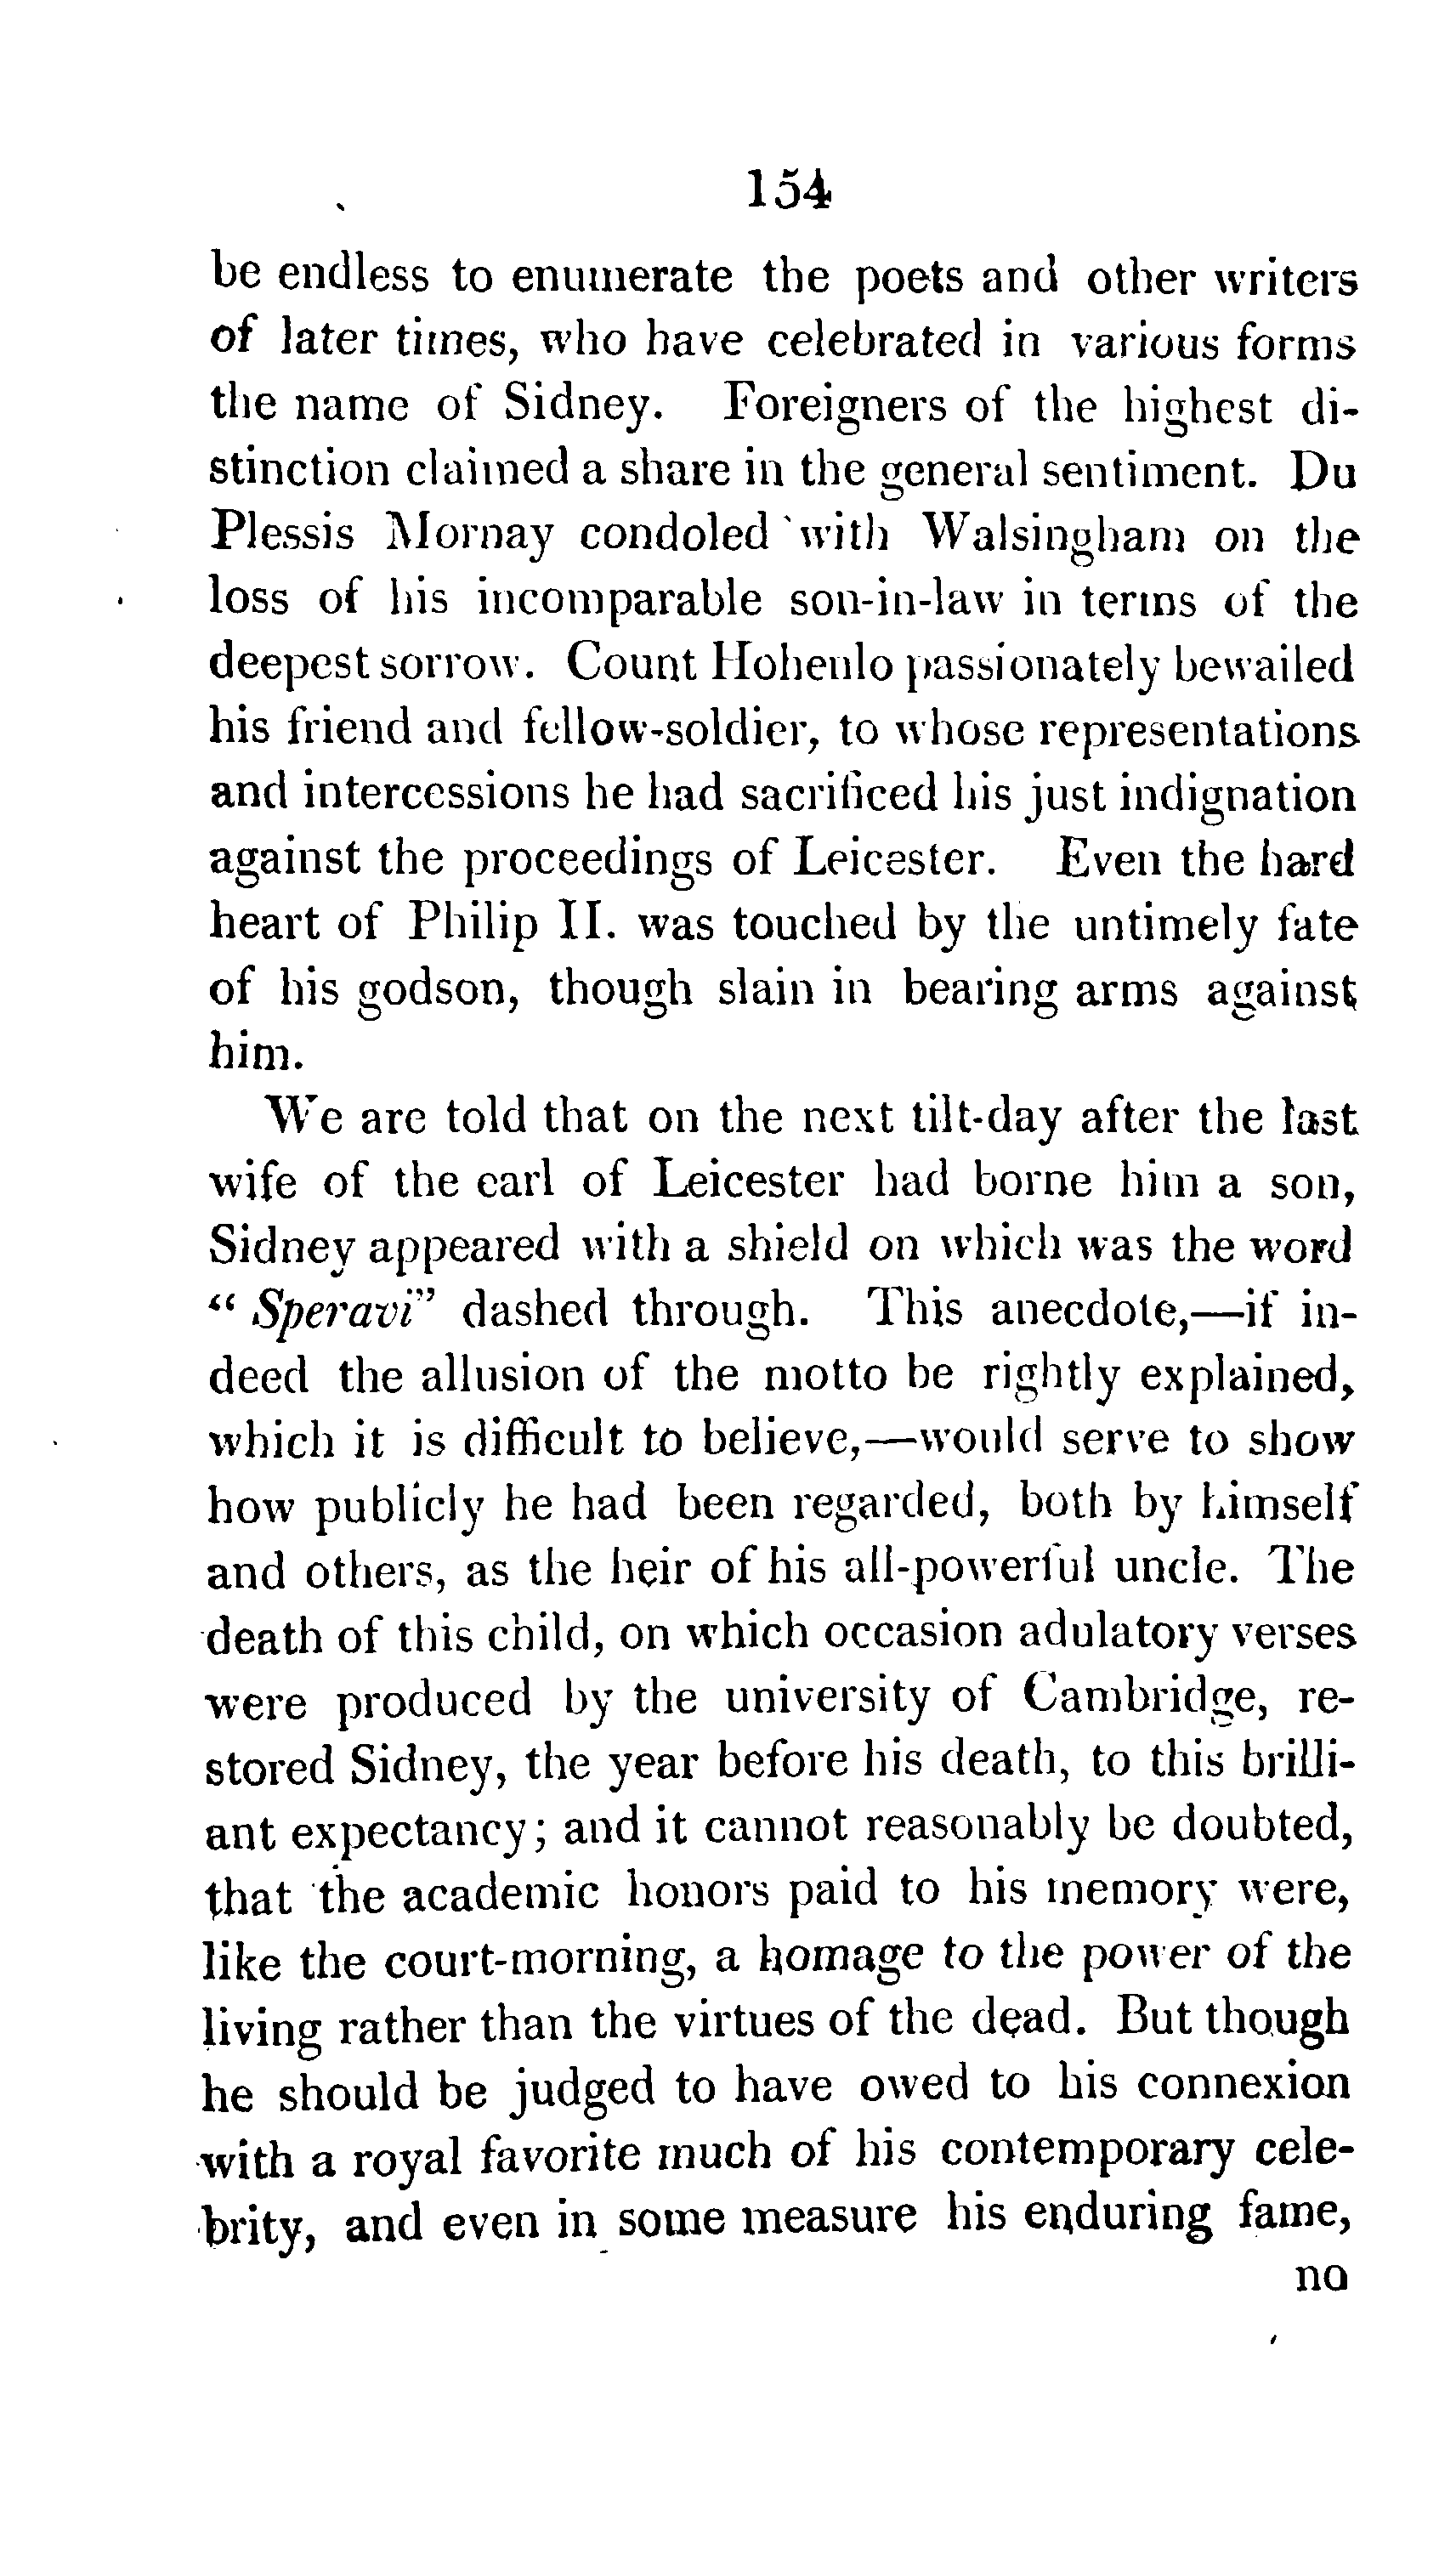 154
be endless to enumerate the poets and other writers
of later times, who have celebrated in various forms
the name of Sidney. Foreigners of the highest di-
stinction claimed a share in the general sentiment. Du
Plessis Mornay condoled with Walsingham on the
loss of his incomparable son-in-law in terms of the
deepest sorrow. Count Hohenlo passionately bewailed
his friend and fellow-soldier, to whose representations
and intercessions he had sacrificed his just indignation
against the proceedings of Leicester. Even the hard
heart of Philip II. was touched by the untimely fate
of his godson, though slain in bearing arms against
him.
We are told that on the next tilt-day after the last
wife of the earl of Leicester had borne him a son,
Sidney appeared with a shield on which was the word
“ Speravi” dashed through. This anecdote,—if in-
deed the allusion of the motto be rightly explained,
which it is difficult to believe,—would serve to show
how publicly he had been regarded, both by himself
and others, as the heir of his all-powerful uncle. The
death of this child, on which occasion adulatory verses
were produced by the university of Cambridge, re-
stored Sidney, the year before his death, to this brilli-
ant expectancy; and it cannot reasonably be doubted,
that the academic honors paid to his memory were,
like the court-morning, a homage to the power of the
living rather than the virtues of the dead. But though
he should be judged to have owed to his connexion
with a royal favorite much of his contemporary cele-
brity, and even in some measure his enduring fame,
no